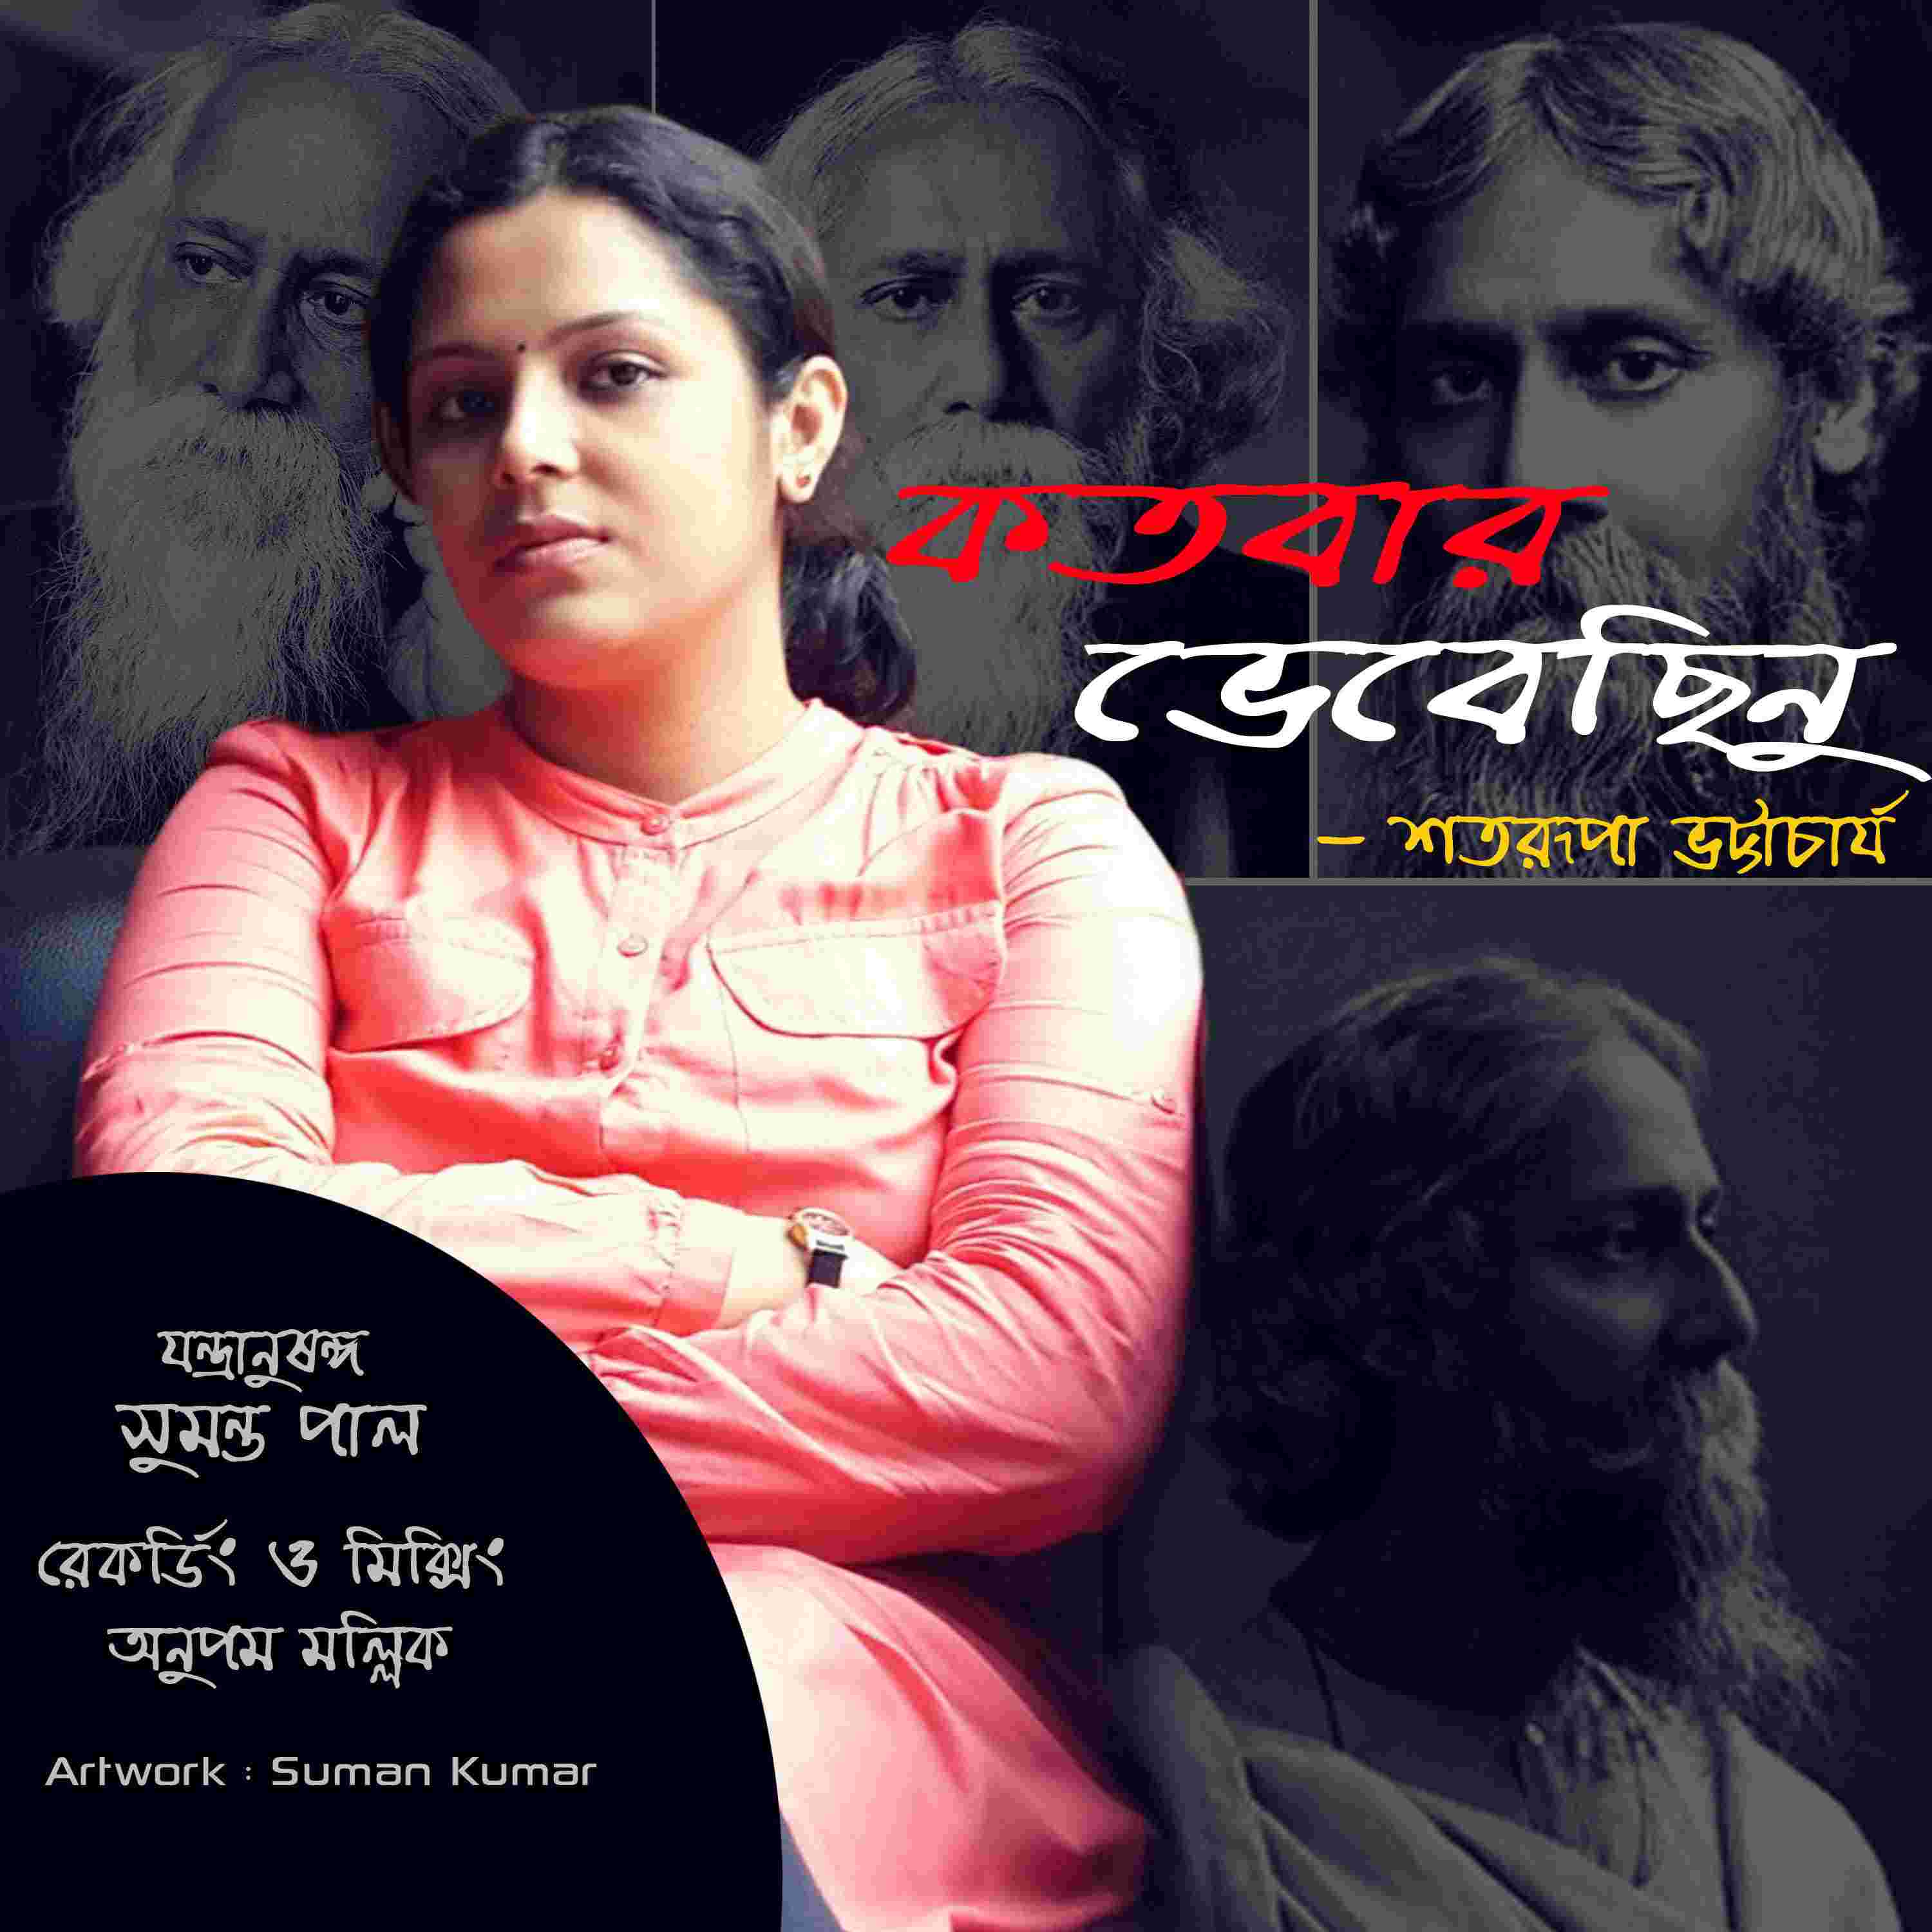 কতবার
ভেবেছিনু
- শতরূপা ভট্টাচার্য
যন্ত্রানুষঙ্গ
সুমন্ত পাল
রেকর্ডিং ও মিক্সিং
অনুপম মল্লিক
Artwork : Suman Kumar